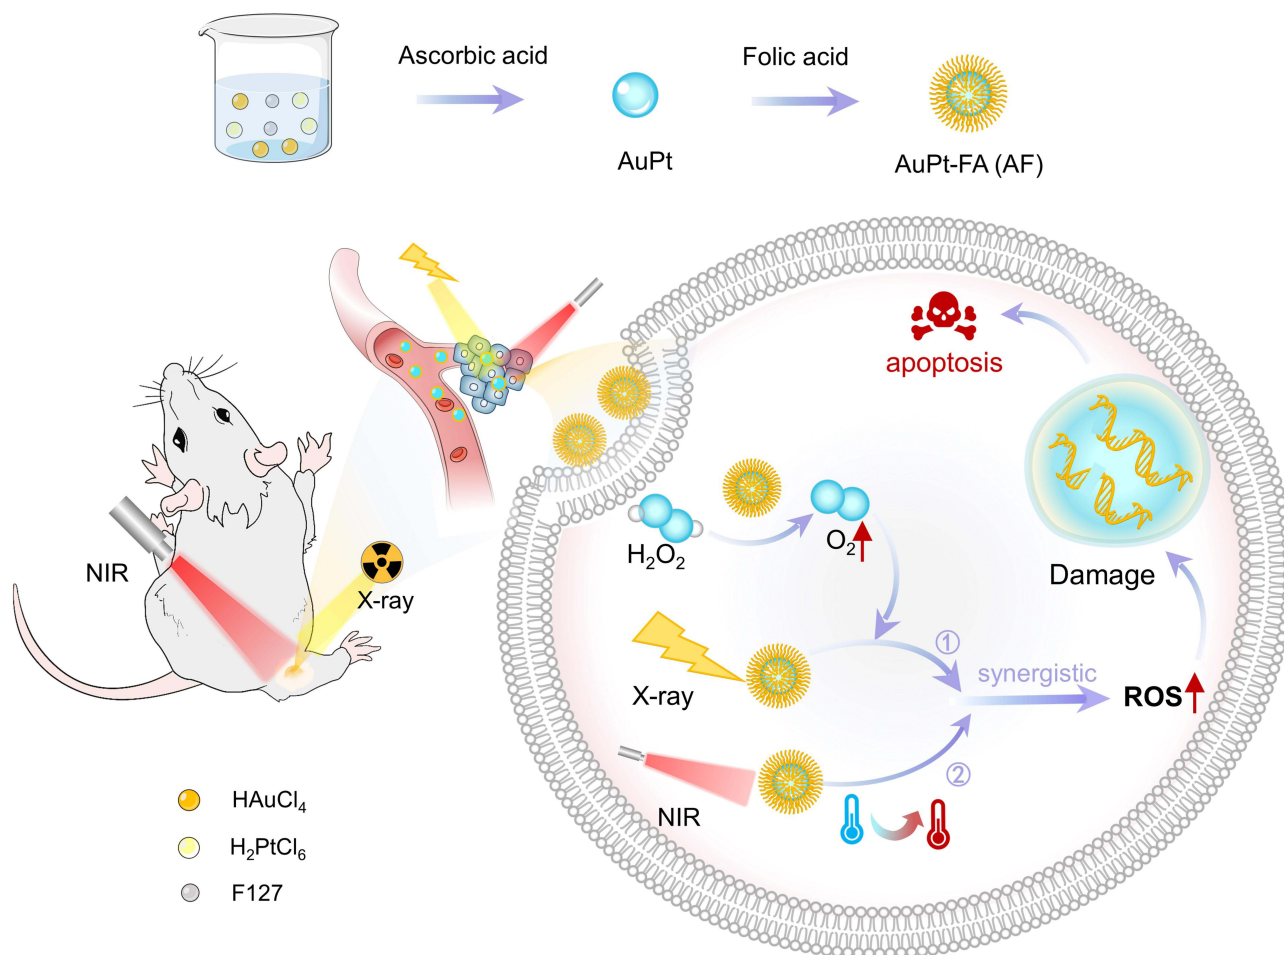 Ascorbic acid
Folic acid
AuPt
AuPt-FA (AF)
apoptosis
H₂O₂
O₂
Damage
NIR
X-ray
①
synergistic
X-ray
ROS
②
NIR
HAuCl₄
H₂PtCl₆
F127